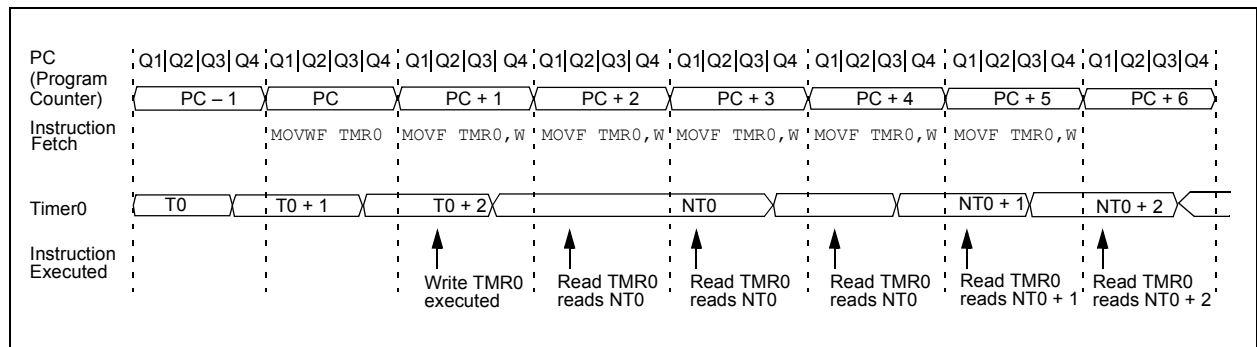 PC
(Program
Counter)
Q1 Q2 Q3 Q4 Q1 Q2 Q3 Q4 Q1 Q2 Q3 Q4 Q1 Q2 Q3 Q4 Q1 Q2 Q3 Q4 Q1 Q2 Q3 Q4 Q1 Q2 Q3 Q4 Q1 Q2 Q3 Q4
PC – 1 PC PC + 1 PC + 2 PC + 3 PC + 4 PC + 5 PC + 6
Instruction
Fetch
MOVWF TMR0 MOVF TMR0,W MOVF TMR0,W MOVF TMR0,W MOVF TMR0,W MOVF TMR0,W
Timer0
T0 T0 + 1 T0 + 2 NT0 NT0 + 1 NT0 + 2
Instruction
Executed
Write TMR0
executed
Read TMR0
reads NT0
Read TMR0
reads NT0
Read TMR0
reads NT0
Read TMR0
reads NT0 + 1
Read TMR0
reads NT0 + 2